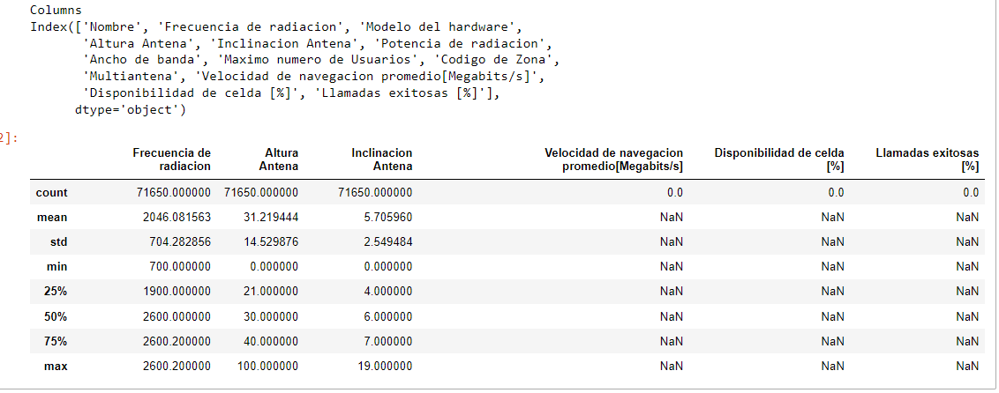 Columns
Index(['Nombre', 'Frecuencia de radiacion', 'Modelo del hardware',
'Altura Antena', 'Inclinacion Antena', 'Potencia de radiacion',
'Ancho de banda', 'Maximo numero de Usuarios', 'Codigo de Zona',
'Multiantena', 'Velocidad de navegacion promedio[Megabits/s]',
'Disponibilidad de celda [%]', 'Llamadas exitosas [%]'],
dtype='object')
2]:
Frecuencia de Altura Inclinacion Velocidad de navegacion Disponibilidad de celda Llamadas exitosas
radiacion Antena Antena promedio[Megabits/s] [%] [%]
count 71650.000000 71650.000000 71650.000000 0.0 0.0 0.0
mean 2046.081563 31.219444 5.705960 NaN NaN NaN
std 704.282856 14.529876 2.549484 NaN NaN NaN
min 700.000000 0.000000 0.000000 NaN NaN NaN
25% 1900.000000 21.000000 4.000000 NaN NaN NaN
50% 2600.000000 30.000000 6.000000 NaN NaN NaN
75% 2600.200000 40.000000 7.000000 NaN NaN NaN
max 2600.200000 100.000000 19.000000 NaN NaN NaN